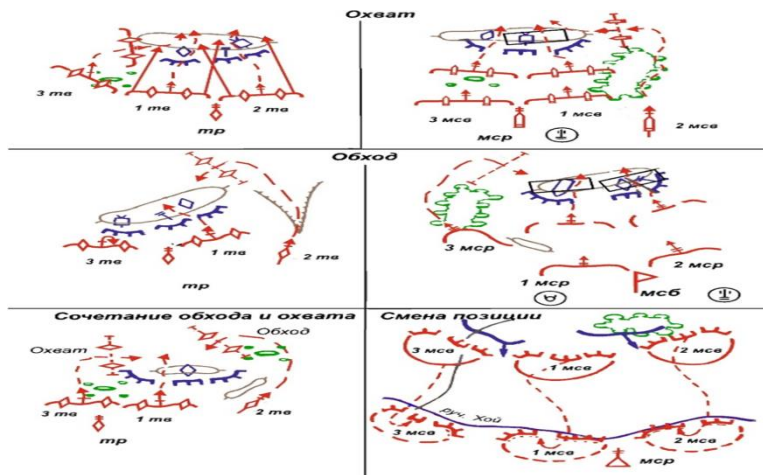 Охват
3 тв
1 тв
2 тв
тр
3 мсв
1 мсв
2 мсв
мср
Обход
3 тв
1 тв
2 тв
тр
3 мср
1 мср
2 мср
мсб
Сочетание обхода и охвата
Охват
Обход
3 тв
1 тв
2 тв
тр
Смена позиции
3 мсв
1 мсв
2 мсв
Руч. Хой
3 мсв
1 мсв
2 мсв
мср